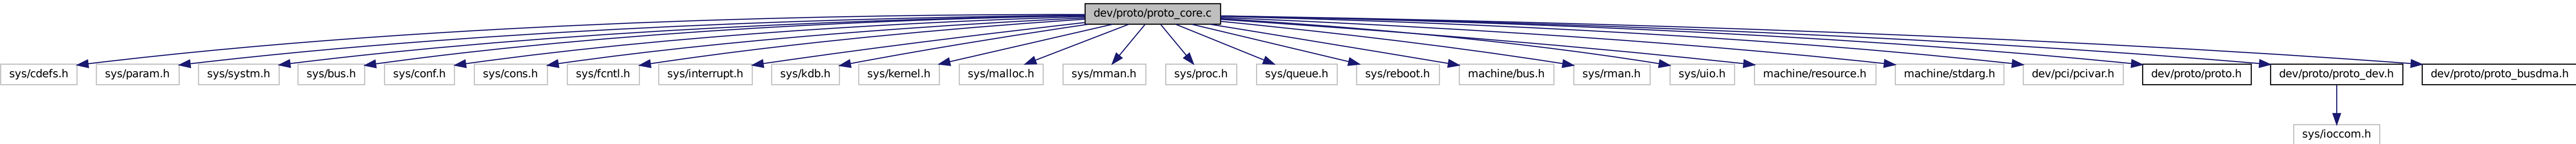 dev/proto/proto_core.c
sys/cdefs.h
sys/param.h
sys/systm.h
sys/bus.h
sys/conf.h
sys/cons.h
sys/fcntl.h
sys/interrupt.h
sys/kdb.h
sys/kernel.h
sys/malloc.h
sys/mman.h
sys/proc.h
sys/queue.h
sys/reboot.h
machine/bus.h
sys/rman.h
sys/uio.h
machine/resource.h
machine/stdarg.h
dev/pci/pcivar.h
dev/proto/proto.h
dev/proto/proto_dev.h
dev/proto/proto_busdma.h
sys/ioccom.h